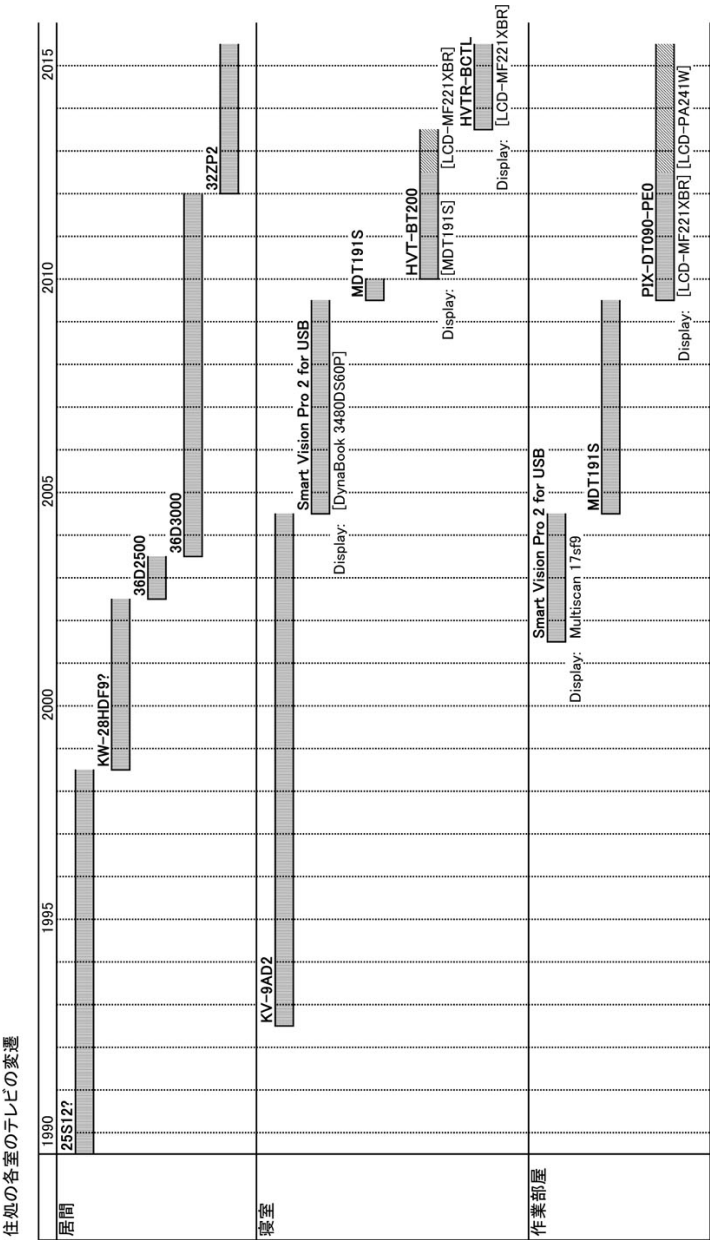 住処の各室のテレビの変遷
1990 1995 2000 2005 2010 2015
居間
25S12?
KW-28HDF9?
36D2500
36D3000
32ZP2
寝室
KV-9AD2
Smart Vision Pro 2 for USB
Display: [DynaBook 3480DS60P]
MDT191S
HVT-BT200
Display: [MDT191S] [LCD-MF221XBR]
HVTR-BCTL
Display: [LCD-MF221XBR]
作業部屋
Smart Vision Pro 2 for USB
Display: Multiscan 17sf9
MDT191S
PIX-DT090-PE0
Display: [LCD-MF221XBR] [LCD-PA241W]